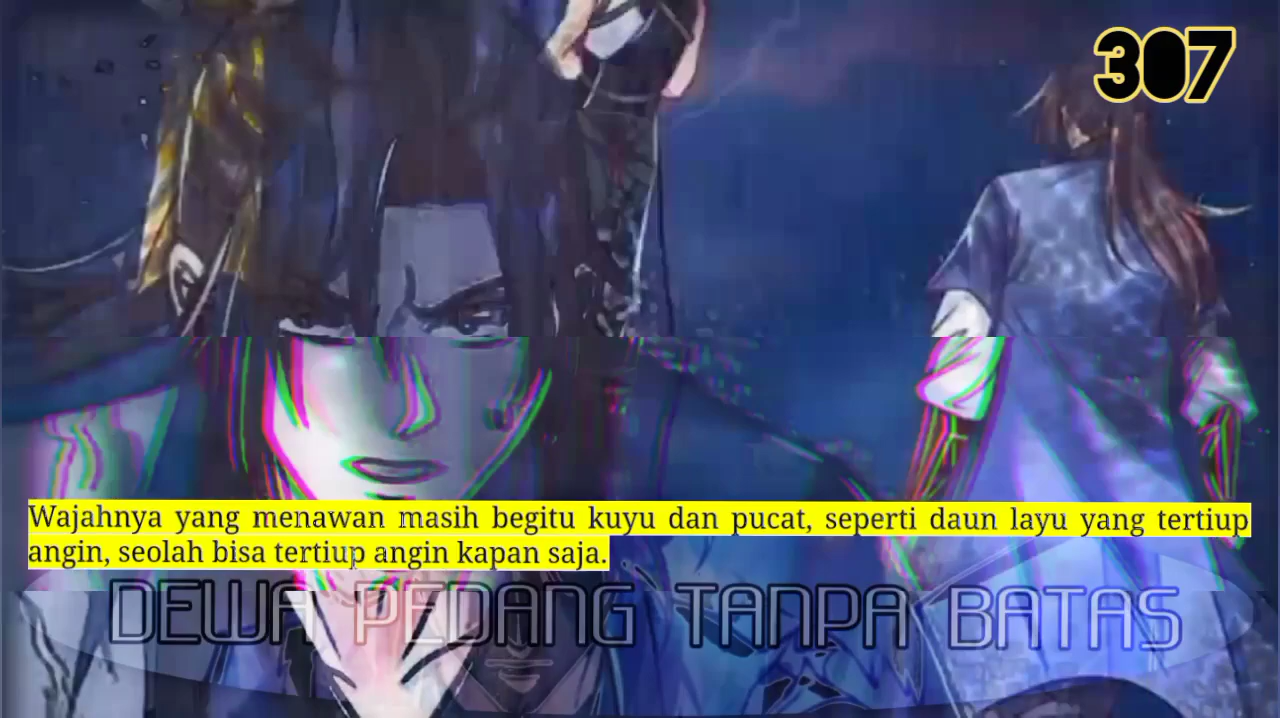 307
Wajahnya yang menawan masih begitu kuyu dan pucat, seperti daun layu yang tertiup
angin, seolah bisa tertiup angin kapan saja.
DEWA PEDANG TANPA BATAS